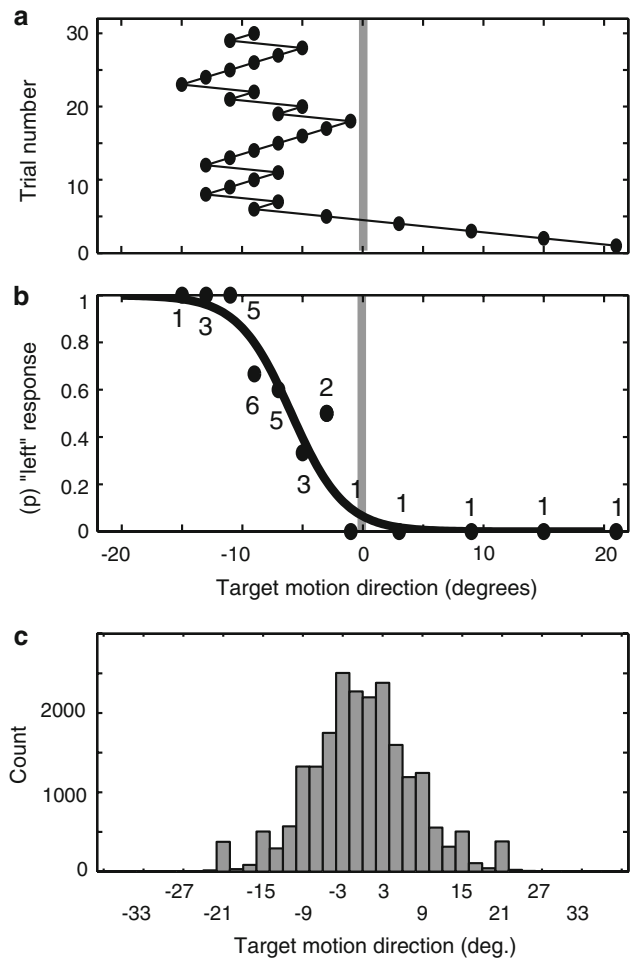 a
30
20
10
0
Trial number
b
1
0.8
0.6
0.4
0.2
0
(p) "left" response
1 3 5
6 5 2
3 1 1 1 1 1
-20 -10 0 10 20
Target motion direction (degrees)
c
2000
1000
0
Count
-27 -15 -3 3 15 27
-33 -21 -9 9 21 33
Target motion direction (deg.)